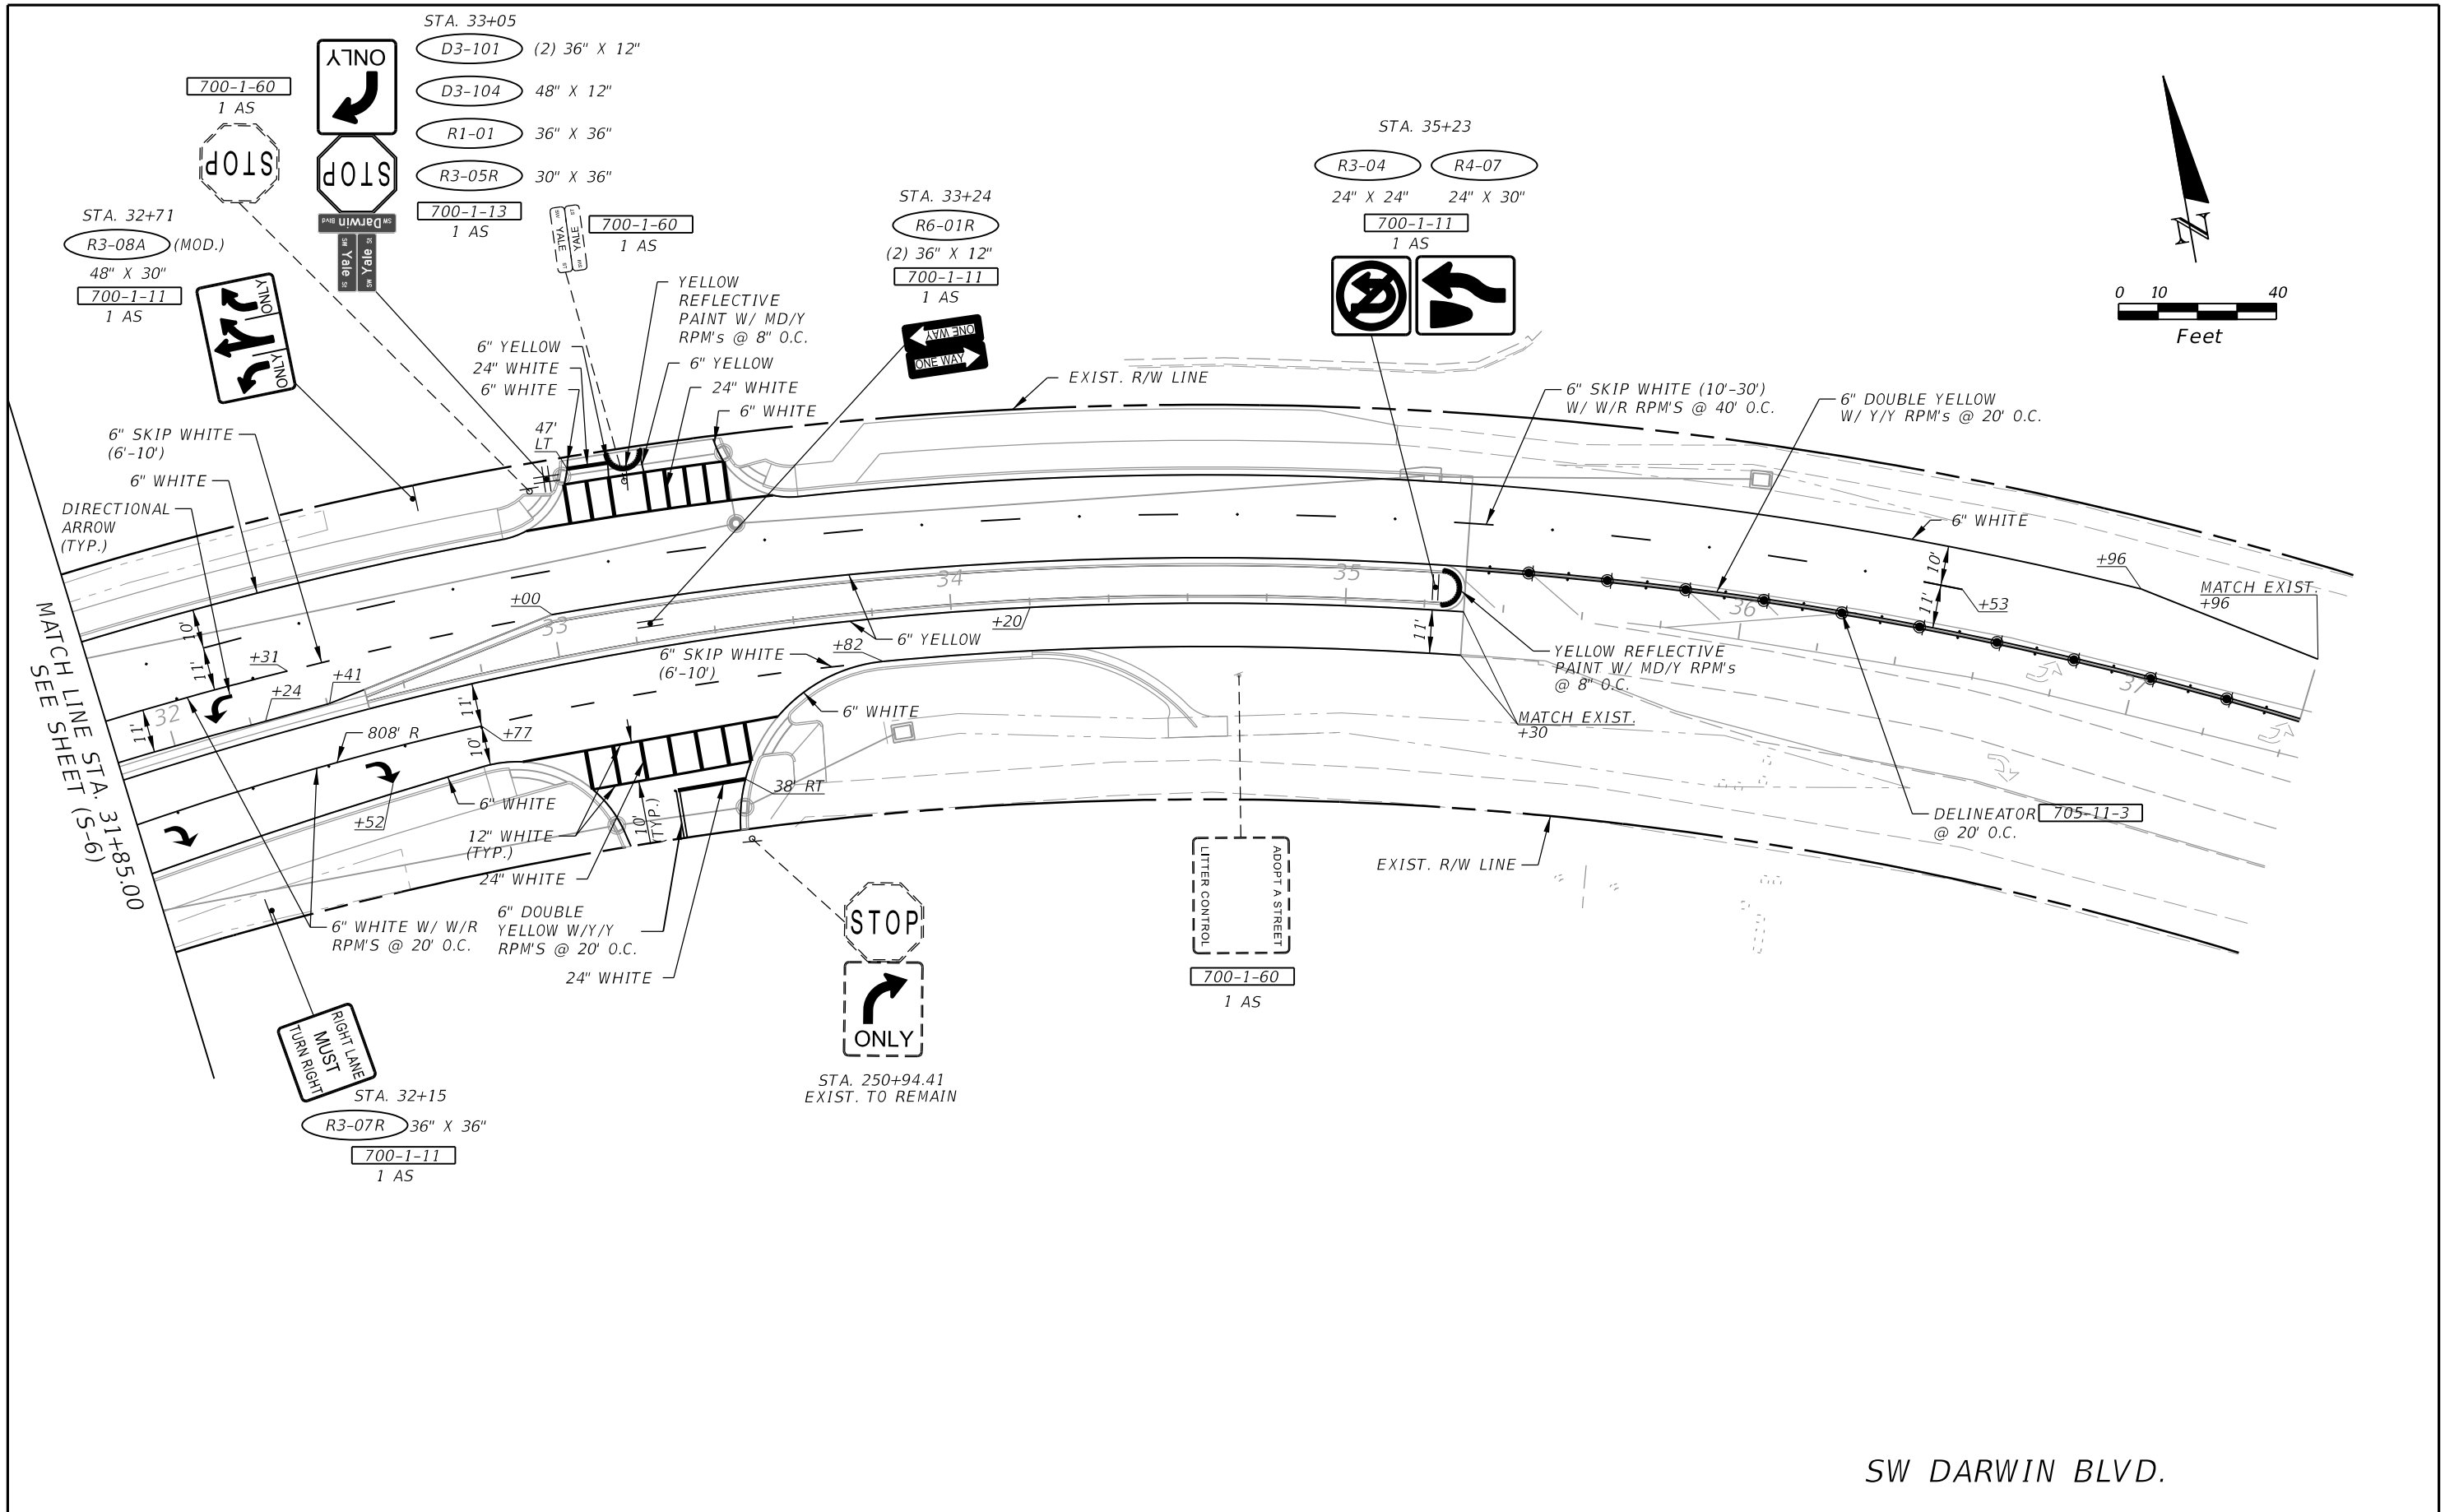 STA. 33+05
D3-101 (2) 36" X 12"
D3-104 48" X 12"
R1-01 36" X 36"
R3-05R 30" X 36"
700-1-13
1 AS
ONLY
STOP
SW Darwin Blvd
SW Yale St
SW Yale St
700-1-60
1 AS
STOP
STA. 32+71
R3-08A (MOD.)
48" X 30"
700-1-11
1 AS
ONLY
ONLY
SW YALE ST
SW YALE ST
700-1-60
1 AS
YELLOW
REFLECTIVE
PAINT W/ MD/Y
RPM's @ 8" O.C.
6" YELLOW
24" WHITE
6" WHITE
6" YELLOW
24" WHITE
6" WHITE
47'
LT
STA. 33+24
R6-01R
(2) 36" X 12"
700-1-11
1 AS
ONE WAY
ONE WAY
STA. 35+23
R3-04 R4-07
24" X 24" 24" X 30"
700-1-11
1 AS
N
0 10 40
Feet
EXIST. R/W LINE
6" SKIP WHITE (10'-30')
W/ W/R RPM'S @ 40' O.C.
6" DOUBLE YELLOW
W/ Y/Y RPM's @ 20' O.C.
6" SKIP WHITE
(6'-10')
6" WHITE
DIRECTIONAL
ARROW
(TYP.)
10'
11'
11'
+31
+24
+41
32
+00
33
34
35
36
37
6" WHITE
10'
11'
+96
+53
MATCH EXIST.
+96
MATCH LINE STA. 31+85.00
SEE SHEET (S-6)
808' R
11'
10'
+77
+52
6" SKIP WHITE
(6'-10')
+82
6" YELLOW
+20
11'
YELLOW REFLECTIVE
PAINT W/ MD/Y RPM's
@ 8" O.C.
MATCH EXIST.
+30
6" WHITE
6" WHITE
38' RT
12" WHITE
(TYP.)
10'
(TYP.)
24" WHITE
6" WHITE W/ W/R
RPM'S @ 20' O.C.
6" DOUBLE
YELLOW W/Y/Y
RPM'S @ 20' O.C.
24" WHITE
STOP
ONLY
STA. 250+94.41
EXIST. TO REMAIN
ADOPT A STREET
LITTER CONTROL
700-1-60
1 AS
EXIST. R/W LINE
DELINEATOR 705-11-3
@ 20' O.C.
RIGHT LANE
MUST
TURN RIGHT
STA. 32+15
R3-07R 36" X 36"
700-1-11
1 AS
SW DARWIN BLVD.